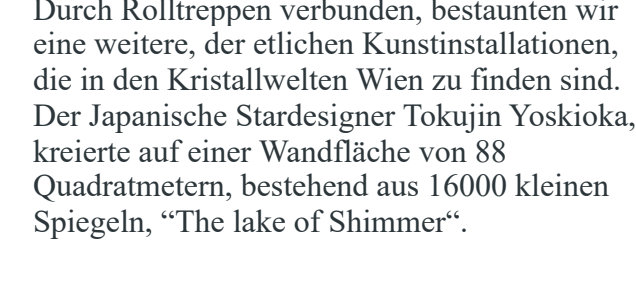 Durch Rolltreppen verbunden, bestaunten wir
eine weitere, der etlichen Kunstinstallationen,
die in den Kristallwelten Wien zu finden sind.
Der Japanische Stardesigner Tokujin Yoskioka,
kreierte auf einer Wandfläche von 88
Quadratmetern, bestehend aus 16000 kleinen
Spiegeln, “The lake of Shimmer“.